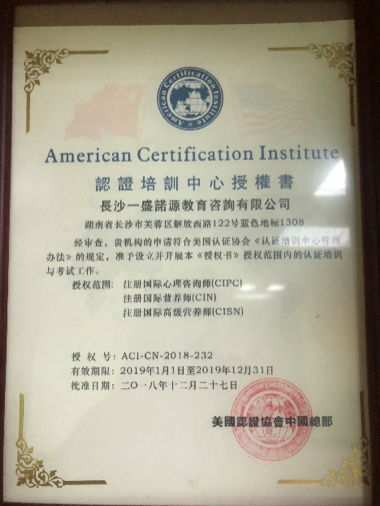 American Certification Institute
American Certification Institute
認證培訓中心授權書
長沙一盛諾源教育咨詢有限公司
湖南省长沙市芙蓉区解放西路122号蓝色地标1308
经审查，贵机构的申请符合美国认证协会《认证培训中心管理
办法》的规定，准予设立并开展本《授权书》授权范围内的认证培训
与考试工作。
授权范围: 注册国际心理咨询师(CIPC)
注册国际营养师(CIN)
注册国际高级营养师(CISN)
授 权 号: ACI-CN-2018-232
有效期限: 2019年1月1日至2019年12月31日
批准日期: 二〇一八年十二月二十七日
美國認證協會中國總部